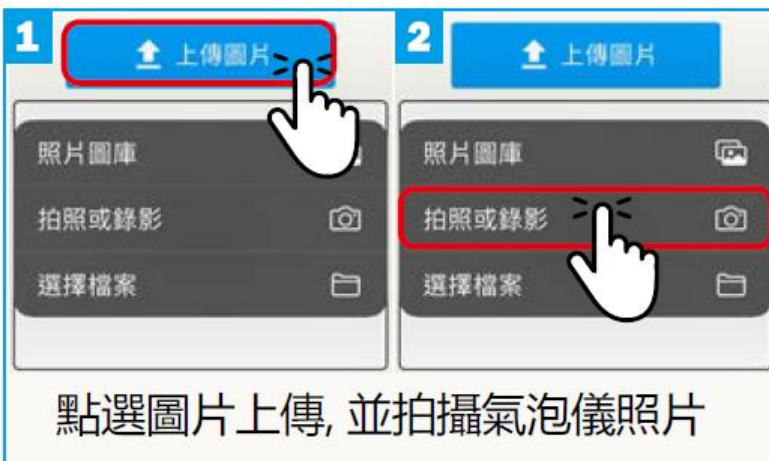 1
上傳圖片
照片圖庫
拍照或錄影
選擇檔案
2
上傳圖片
照片圖庫
拍照或錄影
選擇檔案
點選圖片上傳, 並拍攝氣泡儀照片